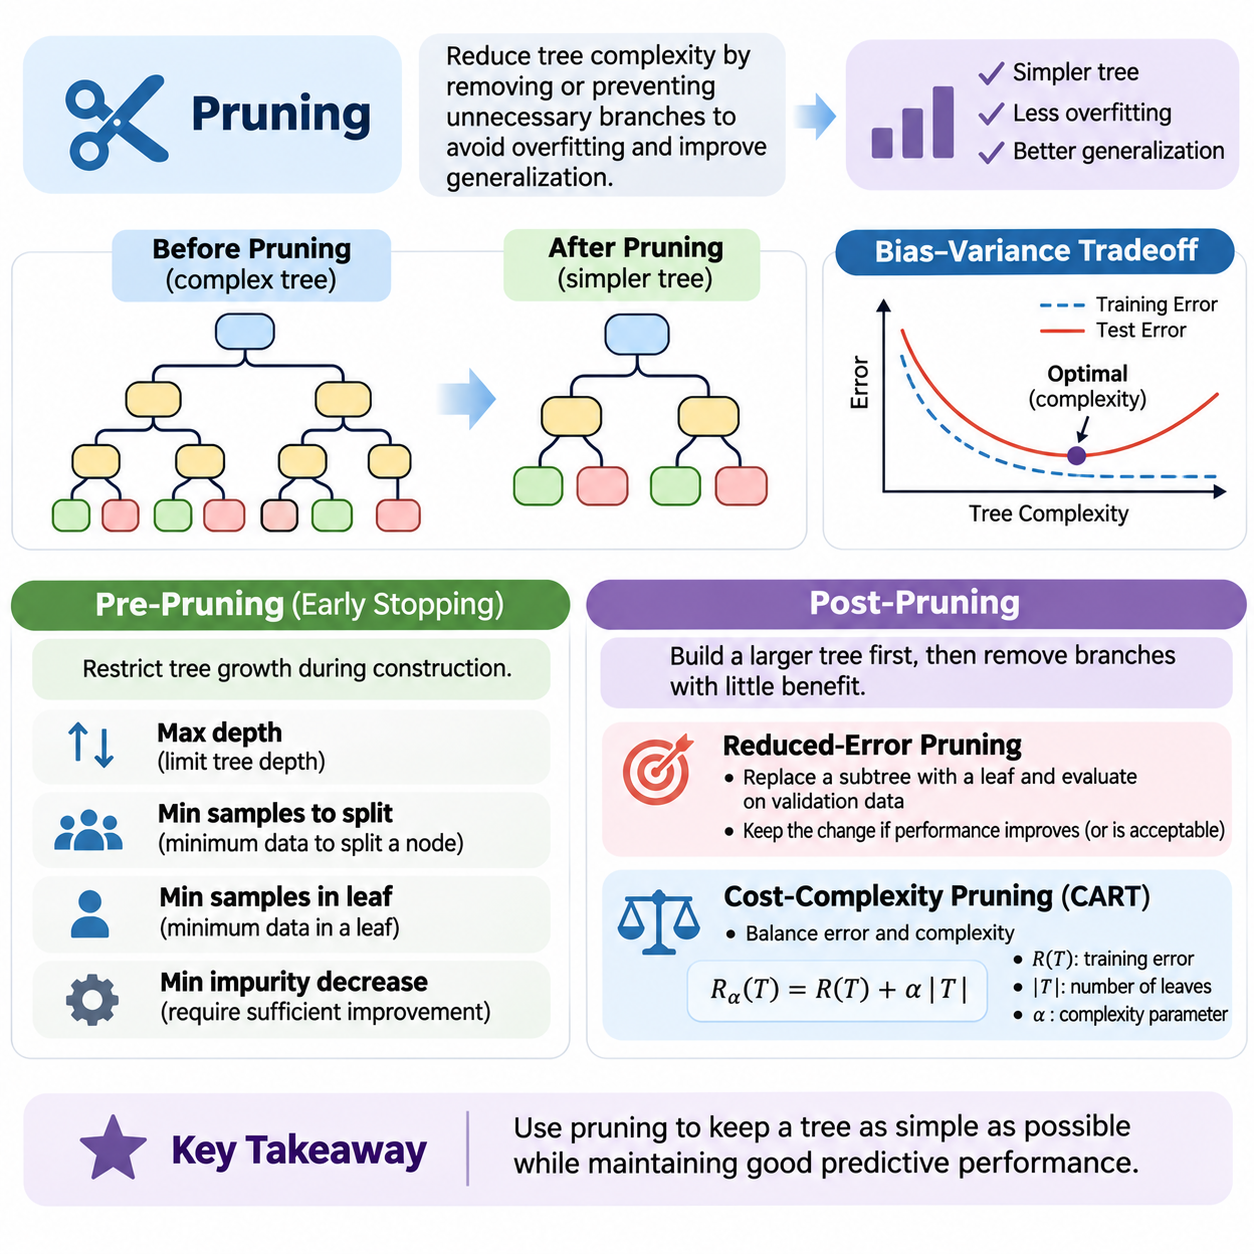 Pruning
Reduce tree complexity by
removing or preventing
unnecessary branches to
avoid overfitting and improve
generalization.
Simpler tree
Less overfitting
Better generalization
Before Pruning
(complex tree)
After Pruning
(simpler tree)
Bias–Variance Tradeoff
Training Error
Test Error
Optimal
(complexity)
Error
Tree Complexity
Pre-Pruning (Early Stopping)
Restrict tree growth during construction.
Max depth
(limit tree depth)
Min samples to split
(minimum data to split a node)
Min samples in leaf
(minimum data in a leaf)
Min impurity decrease
(require sufficient improvement)
Post-Pruning
Build a larger tree first, then remove branches
with little benefit.
Reduced-Error Pruning
• Replace a subtree with a leaf and evaluate
on validation data
• Keep the change if performance improves (or is acceptable)
Cost-Complexity Pruning (CART)
• Balance error and complexity
R_α(T) = R(T) + α |T|
• R(T): training error
• |T|: number of leaves
• α : complexity parameter
Key Takeaway
Use pruning to keep a tree as simple as possible
while maintaining good predictive performance.